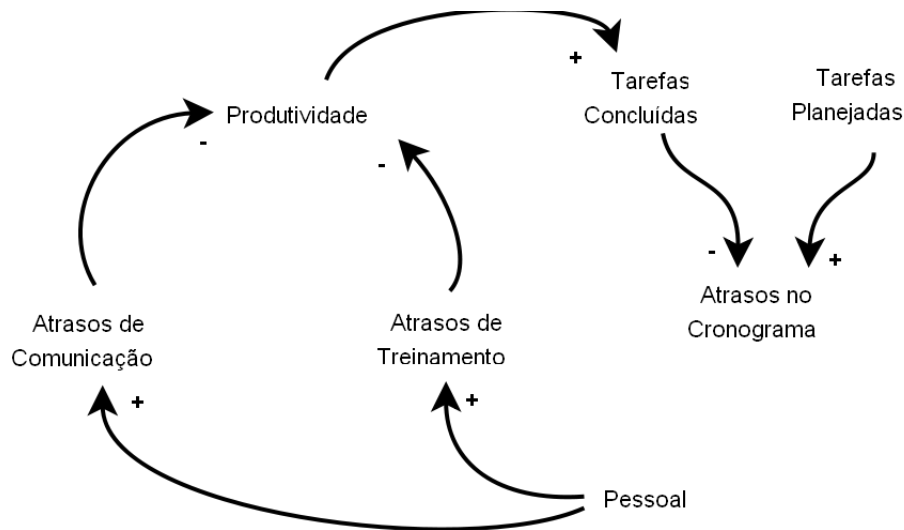 Produtividade
+
Tarefas
Concluídas
Tarefas
Planejadas
-
-
-
+
Atrasos no
Cronograma
Atrasos de
Comunicação
Atrasos de
Treinamento
+
+
Pessoal